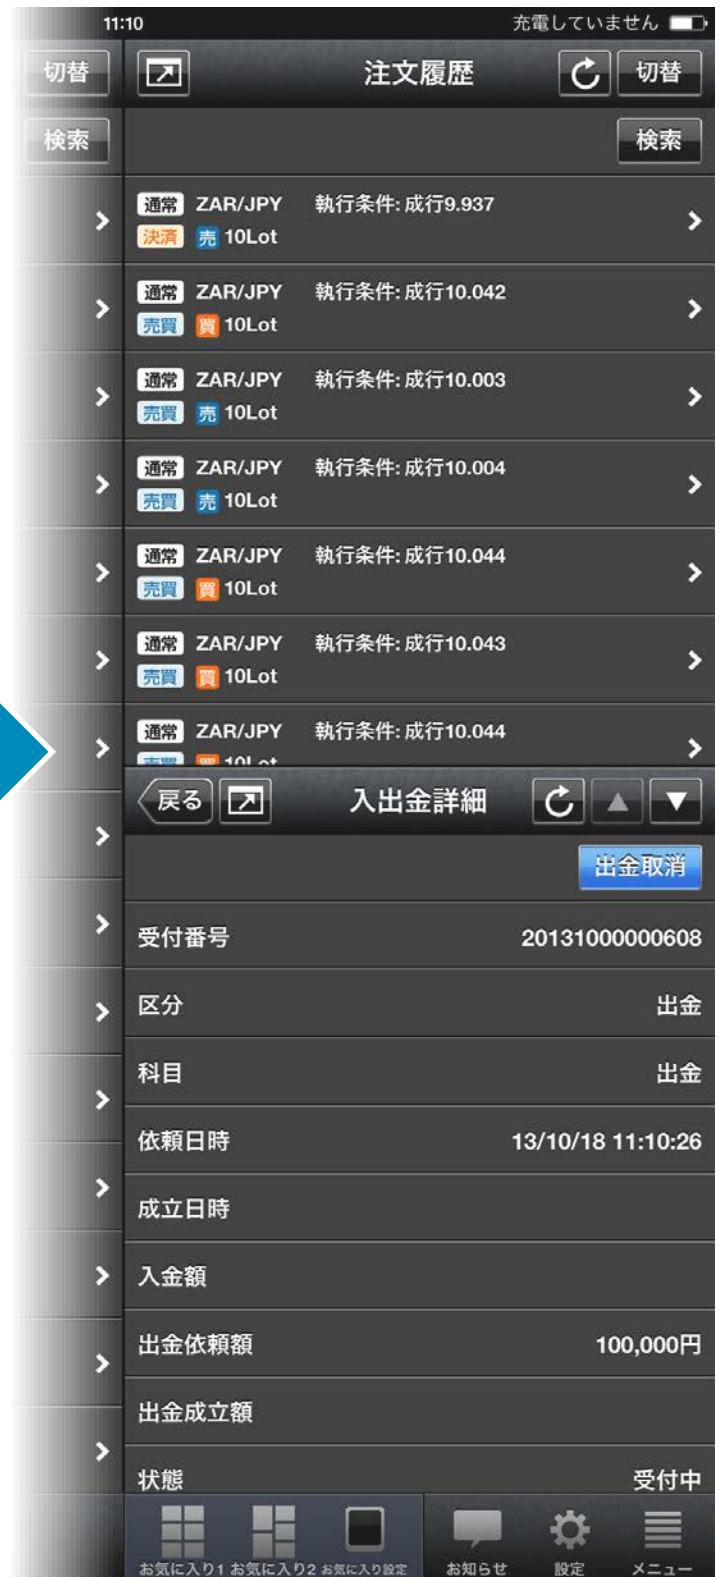 11:10 充電していません
切替 注文履歴 切替
検索 検索
通常 ZAR/JPY 執行条件: 成行9.937
決済 売 10Lot
通常 ZAR/JPY 執行条件: 成行10.042
売買 買 10Lot
通常 ZAR/JPY 執行条件: 成行10.003
売買 売 10Lot
通常 ZAR/JPY 執行条件: 成行10.004
売買 売 10Lot
通常 ZAR/JPY 執行条件: 成行10.044
売買 買 10Lot
通常 ZAR/JPY 執行条件: 成行10.043
売買 買 10Lot
通常 ZAR/JPY 執行条件: 成行10.044
売買 買 10Lot
戻る 入出金詳細
出金取消
受付番号 20131000000608
区分 出金
科目 出金
依頼日時 13/10/18 11:10:26
成立日時
入金額
出金依頼額 100,000円
出金成立額
状態 受付中
お気に入り1 お気に入り2 お気に入り設定 お知らせ 設定 メニュー